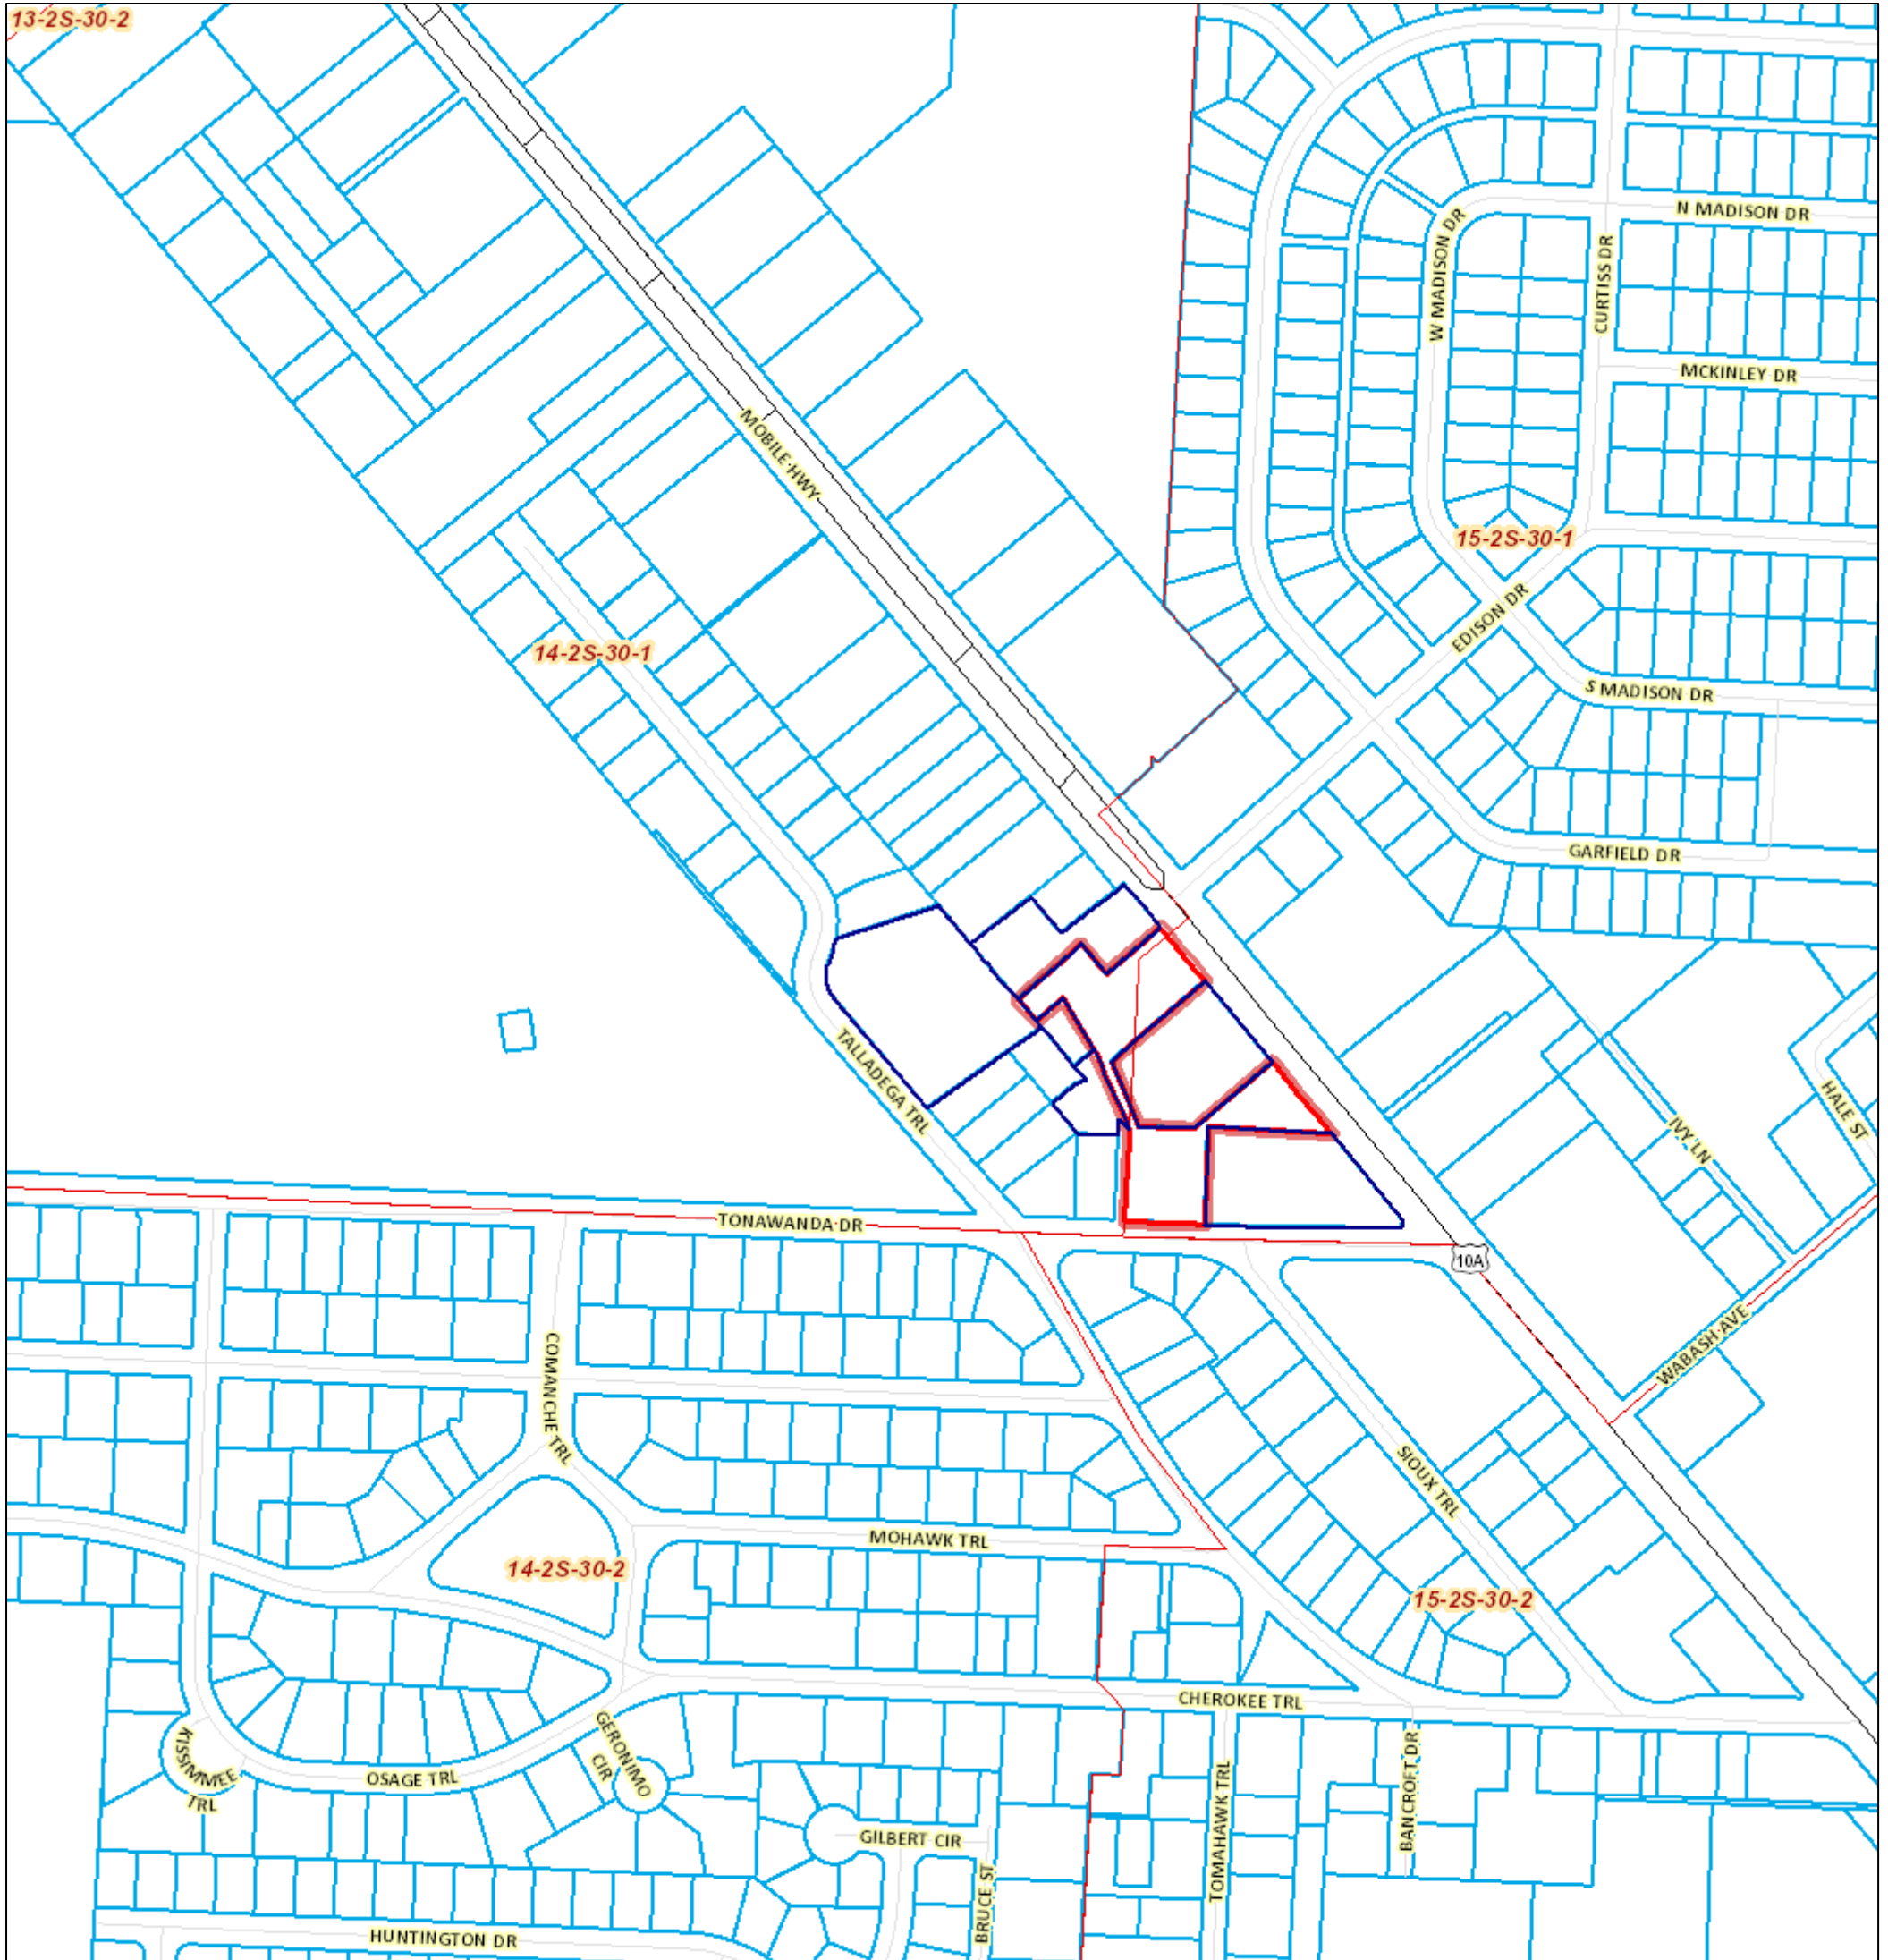 13-2S-30-2
N MADISON DR
W MADISON DR
CURTISS DR
MCKINLEY DR
MOBILE HWY
15-2S-30-1
EDISON DR
14-2S-30-1
S MADISON DR
GARFIELD DR
TALLADEGA TRL
HALE ST
IVY LN
TONAWANDA DR
10A
WABASH AVE
COMANCHE TRL
SIOUX TRL
MOHAWK TRL
14-2S-30-2
15-2S-30-2
CHEROKEE TRL
KISSIMMEE
TRL
GERONIMO
CIR
OSAGE TRL
TOMAHAWK TRL
BANCROFT DR
GILBERT CIR
BRUCE ST
HUNTINGTON DR